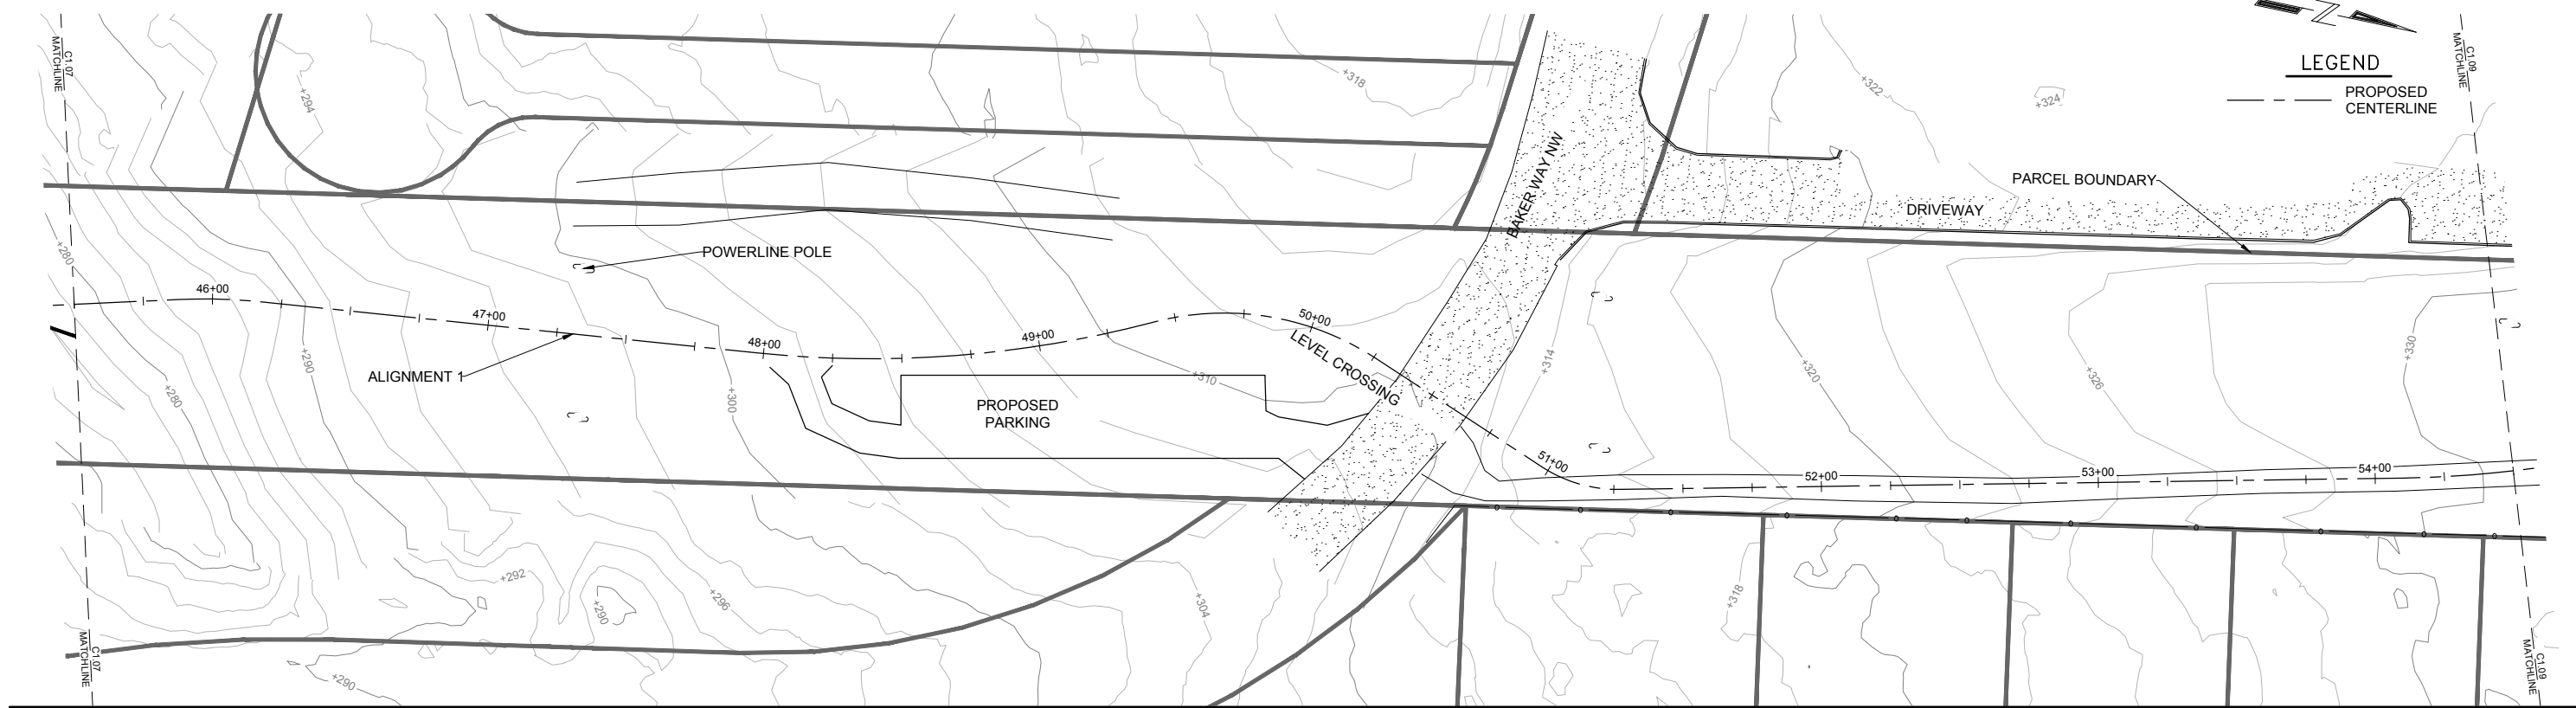 C1.07
MATCHLINE
+294
+318
+322
+324
Z
LEGEND
PROPOSED
CENTERLINE
C1.09
MATCHLINE
BAKER WAY NW
PARCEL BOUNDARY
DRIVEWAY
+280
POWERLINE POLE
46+00
47+00
48+00
49+00
50+00
LEVEL CROSSING
ALIGNMENT 1
+290
+280
+300
+310
+314
+320
+326
+330
PROPOSED
PARKING
51+00
52+00
53+00
54+00
+292
+290
+296
+304
+318
+290
C1.07
MATCHLINE
C1.09
MATCHLINE